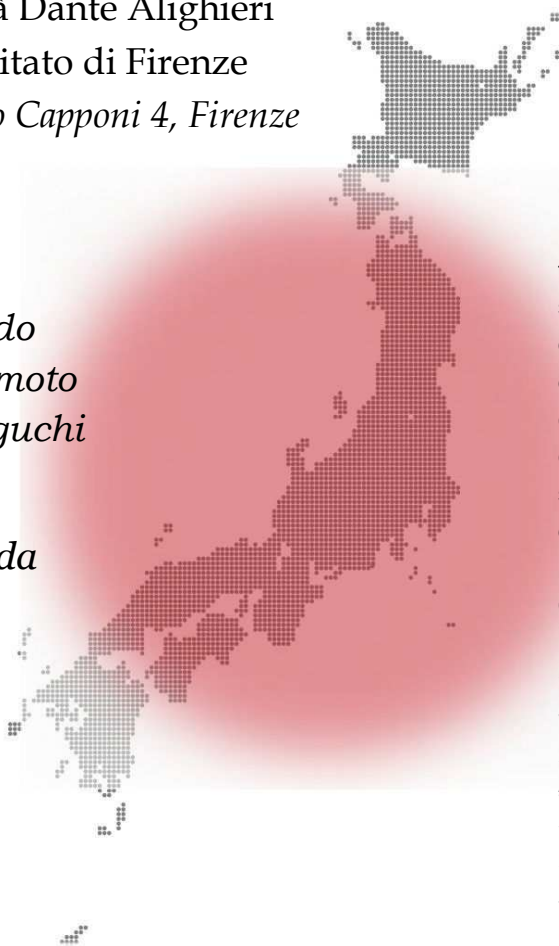 à Dante Alighieri
itato di Firenze
Capponi 4, Firenze
do
moto
guchi
da